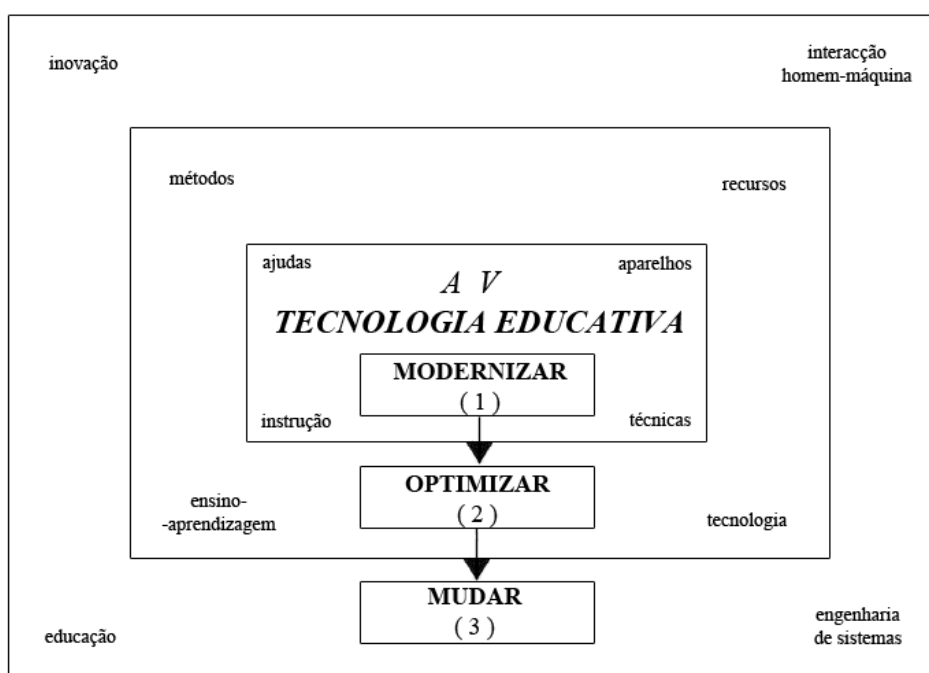 inovação
interacção
homem-máquina
métodos
recursos
ajudas
aparelhos
A V
TECNOLOGIA EDUCATIVA
MODERNIZAR
( 1 )
instrução
técnicas
OPTIMIZAR
( 2 )
ensino-
-aprendizagem
tecnologia
MUDAR
( 3 )
educação
engenharia
de sistemas